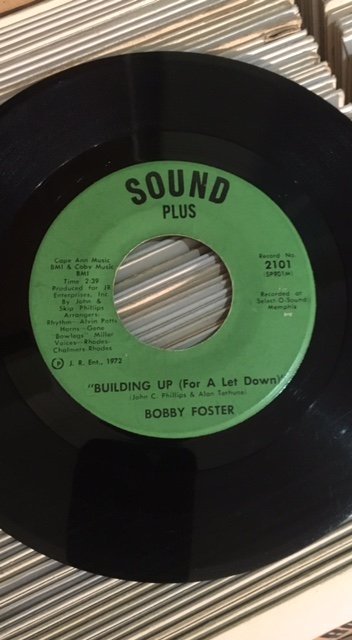 SOUND
PLUS
Cape Ann Music
BMI & Coby Music
BMI
Time 2:39
Produced for JR
Enterprises, Inc.
By John &
Skip Phillips
Arrangers:
Rhythm—Alvin Potts
Horns—Gene
Bowlegs Miller
Voices—Rhodes-
Chalmers-Rhodes
Ⓟ J. R. Ent., 1972
Record No.
2101
Recorded at
Select-O-Sound
Memphis
"BUILDING UP (For A Let Down)"
(John C. Phillips & Alan
BOBBY FOSTER